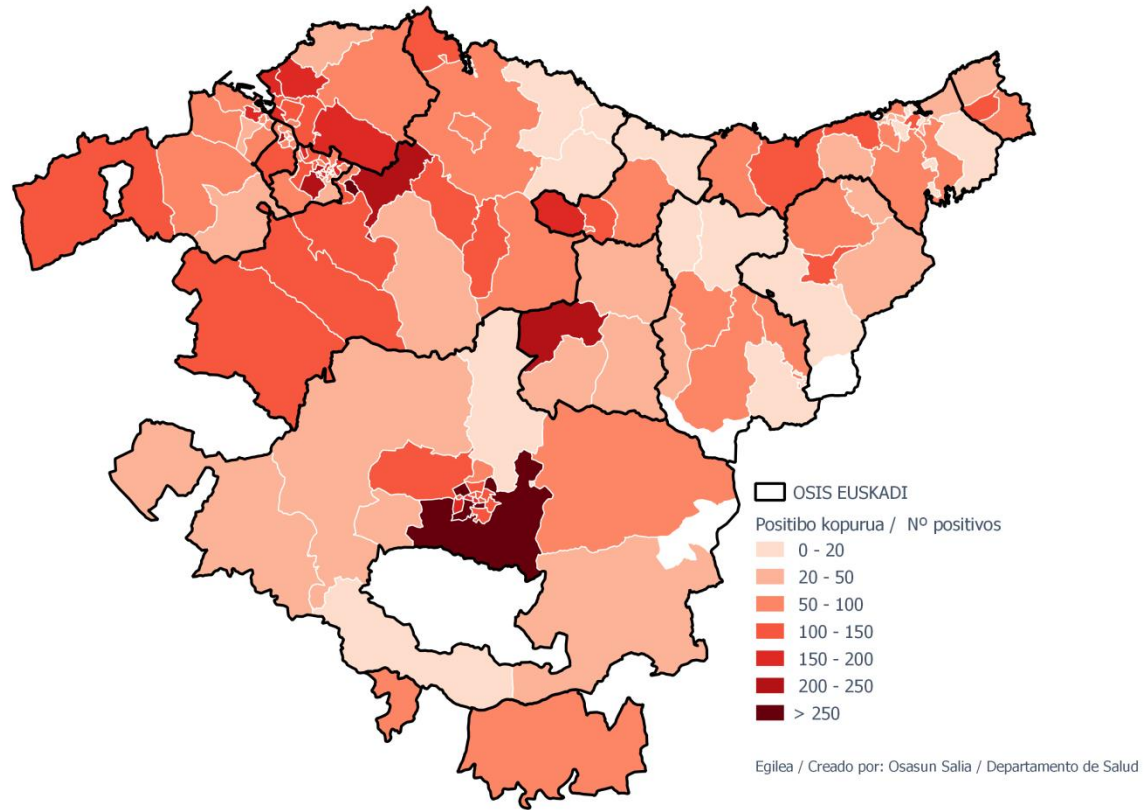 OSIS EUSKADI
Positibo kopurua / Nº positivos
0 - 20
20 - 50
50 - 100
100 - 150
150 - 200
200 - 250
> 250
Egilea / Creado por: Osasun Salia / Departamento de Salud